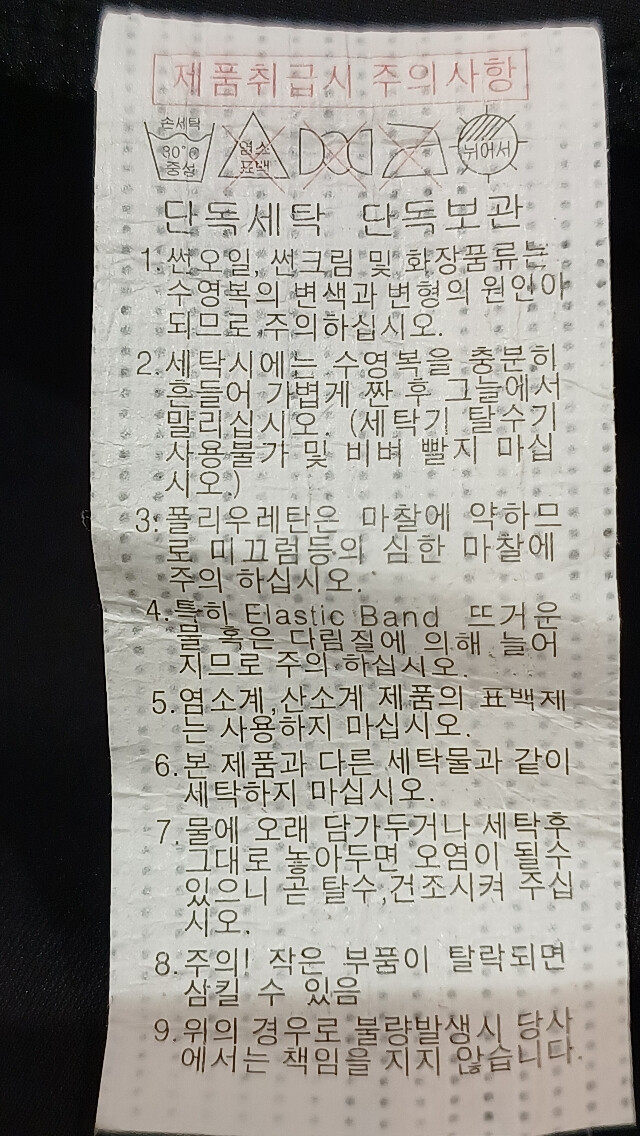 제품취급시 주의사항
손세탁
30°c
중성
염소
표백
뉘어서
단독세탁 단독보관
1. 썬오일, 썬크림 및 화장품류는
수영복의 변색과 변형의 원인이
되므로 주의하십시오.
2. 세탁시에는 수영복을 충분히
흔들어 가볍게 짠 후 그늘에서
말리십시오. (세탁기 탈수기
사용불가 및 비벼 빨지 마십
시오.)
3. 폴리우레탄은 마찰에 약하므
로 미끄럼등의 심한 마찰에
주의 하십시오.
4. 특히 Elastic Band 뜨거운
물 혹은 다림질에 의해 늘어
지므로 주의 하십시오.
5. 염소계,산소계 제품의 표백제
는 사용하지 마십시오.
6. 본 제품과 다른 세탁물과 같이
세탁하지 마십시오.
7. 물에 오래 담가두거나 세탁후
그대로 놓아두면 오염이 될수
있으니 곧 탈수,건조시켜 주십
시오.
8. 주의! 작은 부품이 탈락되면
삼킬 수 있음
9. 위의 경우로 불량발생시 당사
에서는 책임을 지지 않습니다.